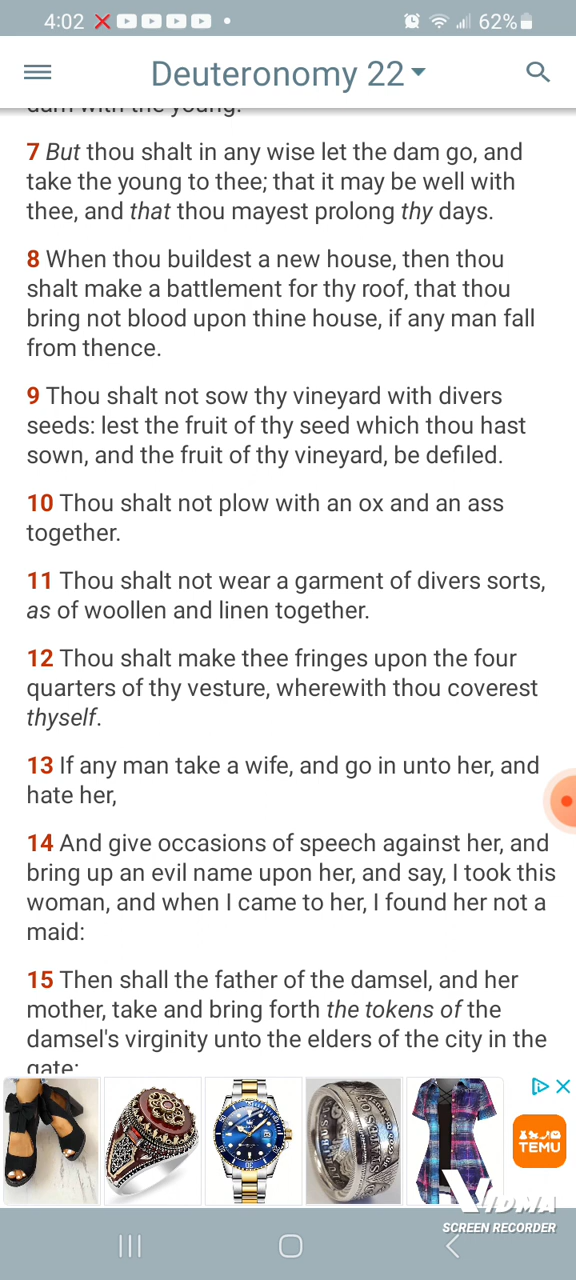 4:02
62%
Deuteronomy 22
dam with the young:
7 But thou shalt in any wise let the dam go, and
take the young to thee; that it may be well with
thee, and that thou mayest prolong thy days.
8 When thou buildest a new house, then thou
shalt make a battlement for thy roof, that thou
bring not blood upon thine house, if any man fall
from thence.
9 Thou shalt not sow thy vineyard with divers
seeds: lest the fruit of thy seed which thou hast
sown, and the fruit of thy vineyard, be defiled.
10 Thou shalt not plow with an ox and an ass
together.
11 Thou shalt not wear a garment of divers sorts,
as of woollen and linen together.
12 Thou shalt make thee fringes upon the four
quarters of thy vesture, wherewith thou coverest
thyself.
13 If any man take a wife, and go in unto her, and
hate her,
14 And give occasions of speech against her, and
bring up an evil name upon her, and say, I took this
woman, and when I came to her, I found her not a
maid:
15 Then shall the father of the damsel, and her
mother, take and bring forth the tokens of the
damsel's virginity unto the elders of the city in the
gate:
TEMU
VIDMA
SCREEN RECORDER